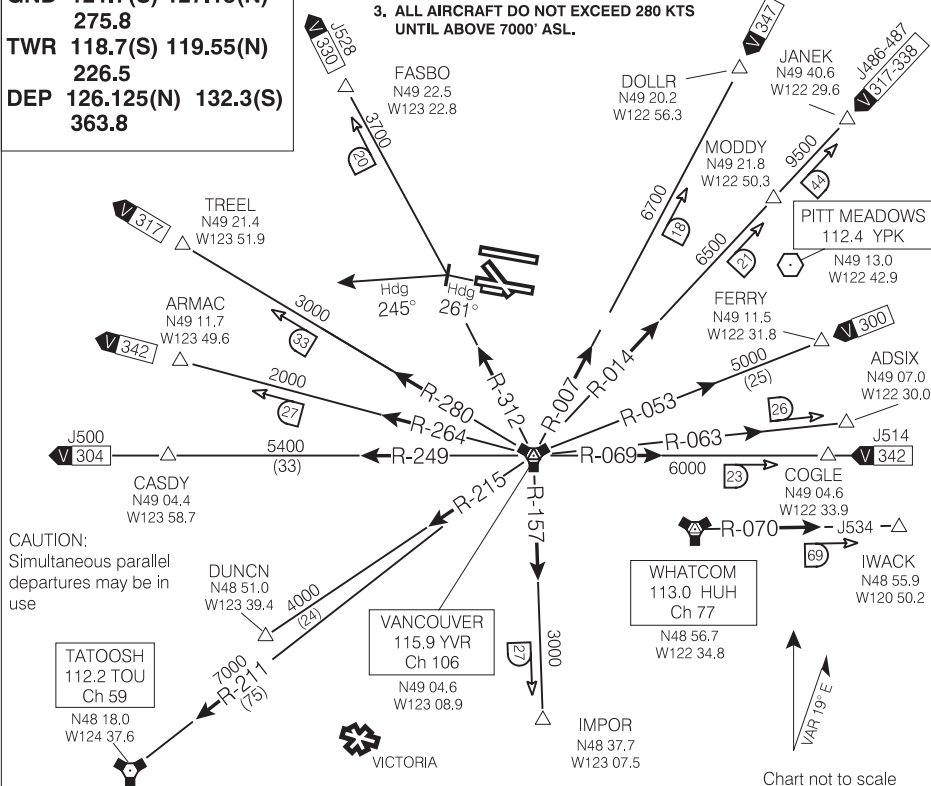 GND 121.7(S) 127.15(N)
275.8
TWR 118.7(S) 119.55(N)
226.5
DEP 126.125(N) 132.3(S)
363.8
3. ALL AIRCRAFT DO NOT EXCEED 280 KTS
UNTIL ABOVE 7000' ASL.
J528
V 330
FASBO
N49 22.5
W123 22.8
3700
20
V 347
DOLLR
N49 20.2
W122 56.3
6700
18
JANEK
N49 40.6
W122 29.6
J486-487
V 317-338
9500
44
MODDY
N49 21.8
W122 50.3
6500
21
PITT MEADOWS
112.4 YPK
N49 13.0
W122 42.9
V 317
TREEL
N49 21.4
W123 51.9
3000
33
Hdg
245°
Hdg
261°
V 342
ARMAC
N49 11.7
W123 49.6
2000
27
FERRY
N49 11.5
W122 31.8
V 300
5000
(25)
ADSIX
N49 07.0
W122 30.0
26
R-280
R-312
R-007
R-014
R-053
R-264
R-063
J500
V 304
5400
(33)
R-249
R-069
6000
23
J514
V 342
CASDY
N49 04.4
W123 58.7
COGLE
N49 04.6
W122 33.9
R-215
R-157
CAUTION:
Simultaneous parallel
departures may be in
use
R-070
J534
69
IWACK
N48 55.9
W120 50.2
WHATCOM
113.0 HUH
Ch 77
N48 56.7
W122 34.8
DUNCN
N48 51.0
W123 39.4
4000
(24)
VANCOUVER
115.9 YVR
Ch 106
N49 04.6
W123 08.9
27
3000
TATOOSH
112.2 TOU
Ch 59
N48 18.0
W124 37.6
7000
R-211
(75)
IMPOR
N48 37.7
W123 07.5
VICTORIA
VAR 19° E
Chart not to scale